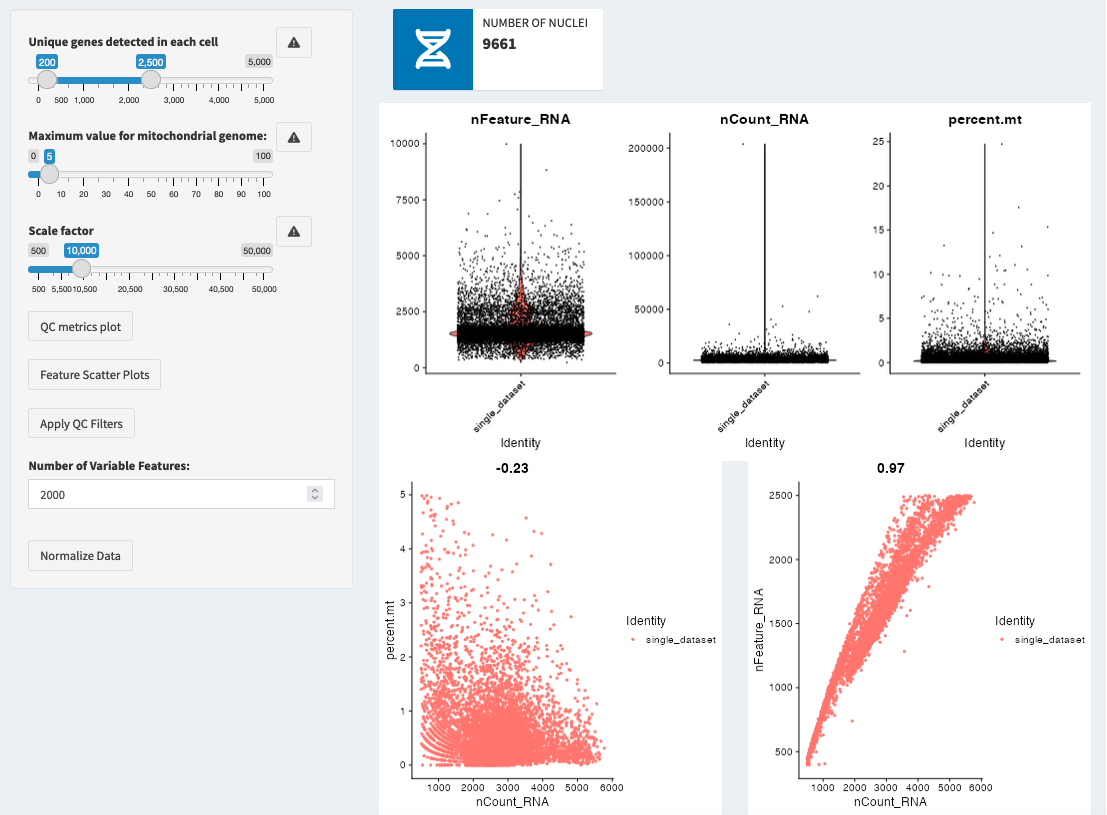 Unique genes detected in each cell
200 2,500 5,000
0 500 1,000 2,000 3,000 4,000 5,000
Maximum value for mitochondrial genome:
0 5 100
0 10 20 30 40 50 60 70 80 90 100
Scale factor
500 10,000 50,000
500 5,500 10,500 20,500 30,500 40,500 50,000
QC metrics plot
Feature Scatter Plots
Apply QC Filters
Number of Variable Features:
2000
Normalize Data
NUMBER OF NUCLEI
9661
nFeature_RNA
10000
7500
5000
2500
0
single_dataset
Identity
nCount_RNA
200000
150000
100000
50000
0
single_dataset
Identity
percent.mt
25
20
15
10
5
0
single_dataset
Identity
-0.23
percent.mt
5
4
3
2
1
0
1000 2000 3000 4000 5000 6000
nCount_RNA
Identity
single_dataset
0.97
nFeature_RNA
2500
2000
1500
1000
500
1000 2000 3000 4000 5000 6000
nCount_RNA
Identity
single_dataset